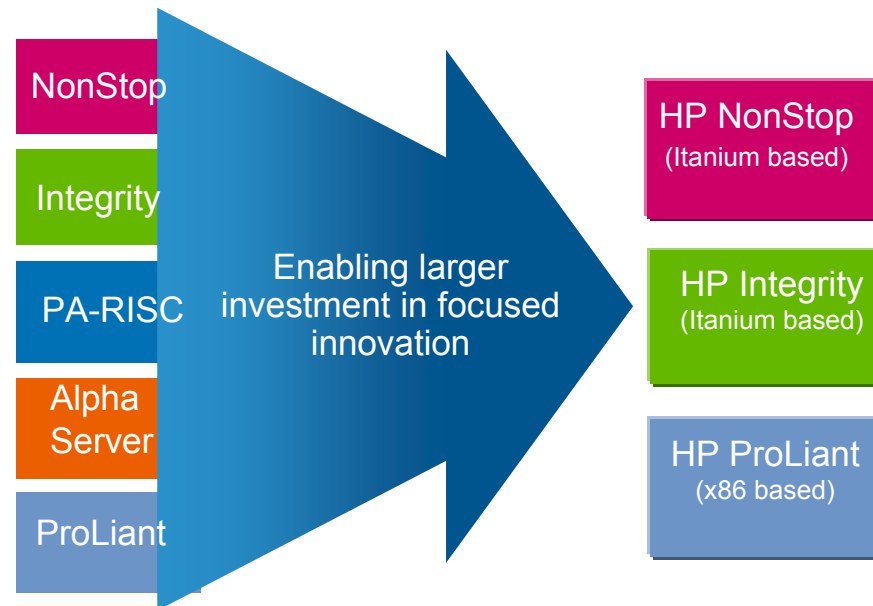 NonStop
Integrity
PA-RISC
Alpha
Server
ProLiant
Enabling larger
investment in focused
innovation
HP NonStop
(Itanium based)
HP Integrity
(Itanium based)
HP ProLiant
(x86 based)